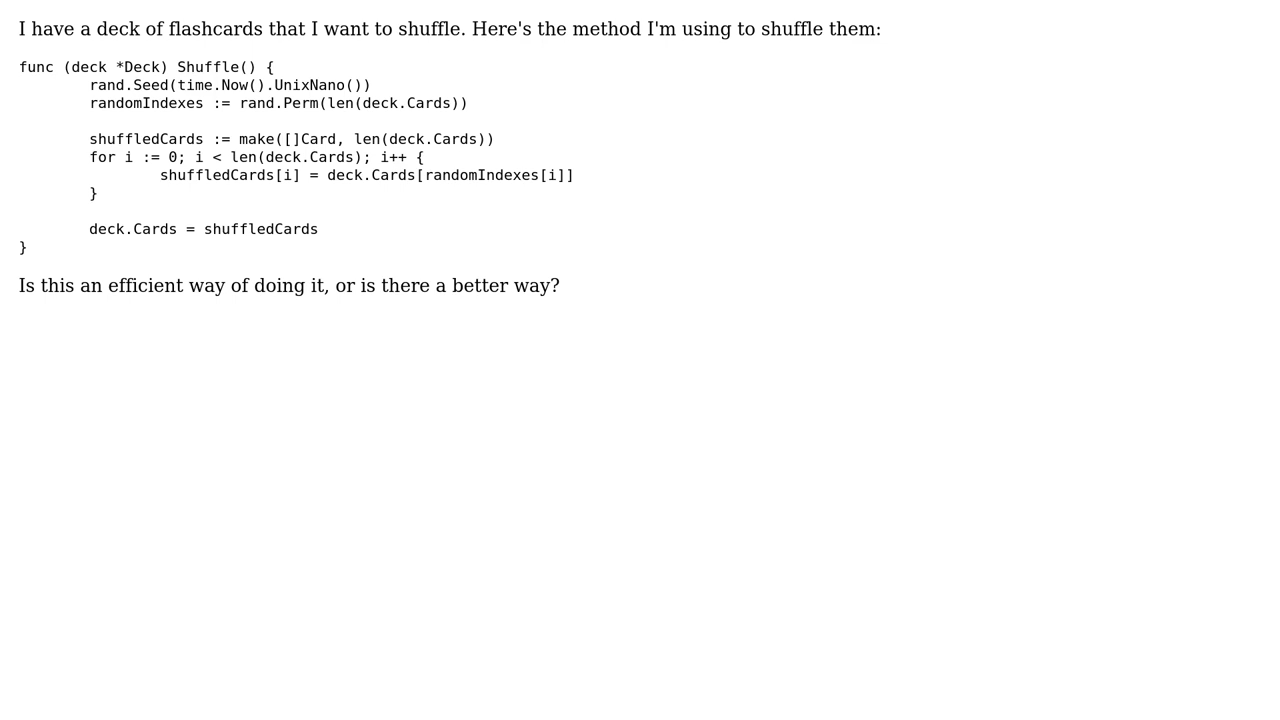 I have a deck of flashcards that I want to shuffle. Here's the method I'm using to shuffle them:
func (deck *Deck) Shuffle() {
        rand.Seed(time.Now().UnixNano())
        randomIndexes := rand.Perm(len(deck.Cards))

        shuffledCards := make([]Card, len(deck.Cards))
        for i := 0; i < len(deck.Cards); i++ {
                shuffledCards[i] = deck.Cards[randomIndexes[i]]
        }

        deck.Cards = shuffledCards
}
Is this an efficient way of doing it, or is there a better way?